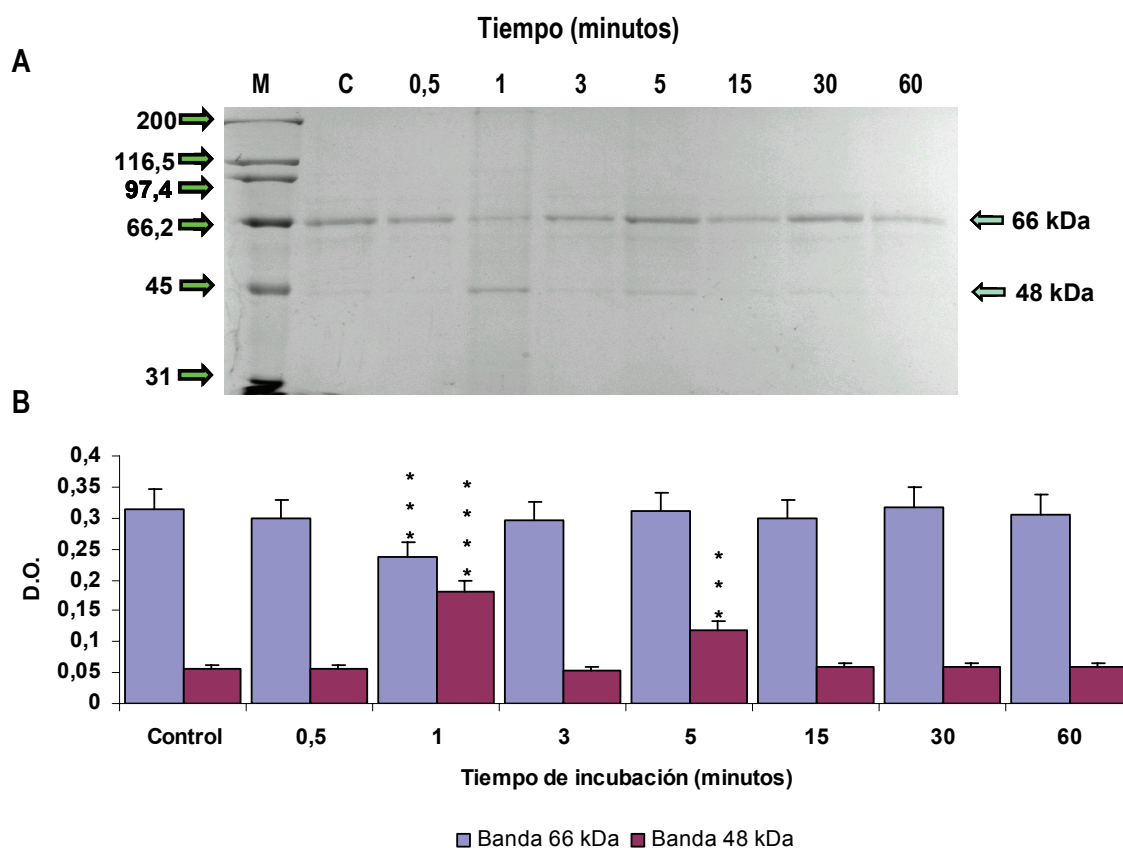 Tiempo (minutos)
A
M C 0,5 1 3 5 15 30 60
200
116,5
97,4
66,2
45
31
66 kDa
48 kDa
B
0,4
0,35
0,3
0,25
0,2
0,15
0,1
0,05
0
D.O.
* * *
* * * *
* * *
Control 0,5 1 3 5 15 30 60
Tiempo de incubación (minutos)
Banda 66 kDa Banda 48 kDa